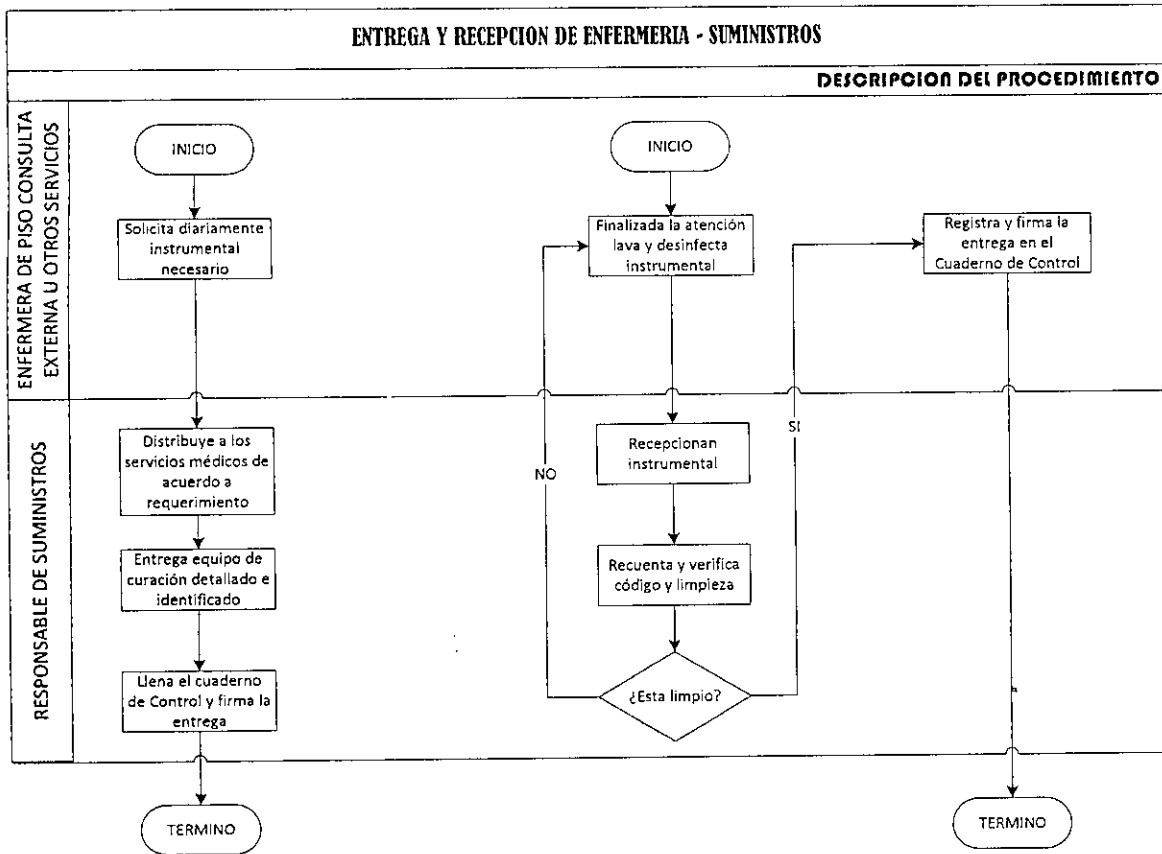 ENTREGA Y RECEPCION DE ENFERMERIA - SUMINISTROS
DESCRIPCION DEL PROCEDIMIENTO
ENFERMERA DE PISO CONSULTA
EXTERNA U OTROS SERVICIOS
INICIO
Solicita diariamente
instrumental
necesario
INICIO
Finalizada la atención
lava y desinfecta
instrumental
Registra y firma la
entrega en el
Cuaderno de Control
RESPONSABLE DE SUMINISTROS
Distribuye a los
servicios médicos de
acuerdo a
requerimiento
Entrega equipo de
curación detallado e
identificado
Llena el cuaderno
de Control y firma la
entrega
TERMINO
Recepcionan
instrumental
Recuenta y verifica
código y limpieza
¿Esta limpio?
NO
SI
TERMINO